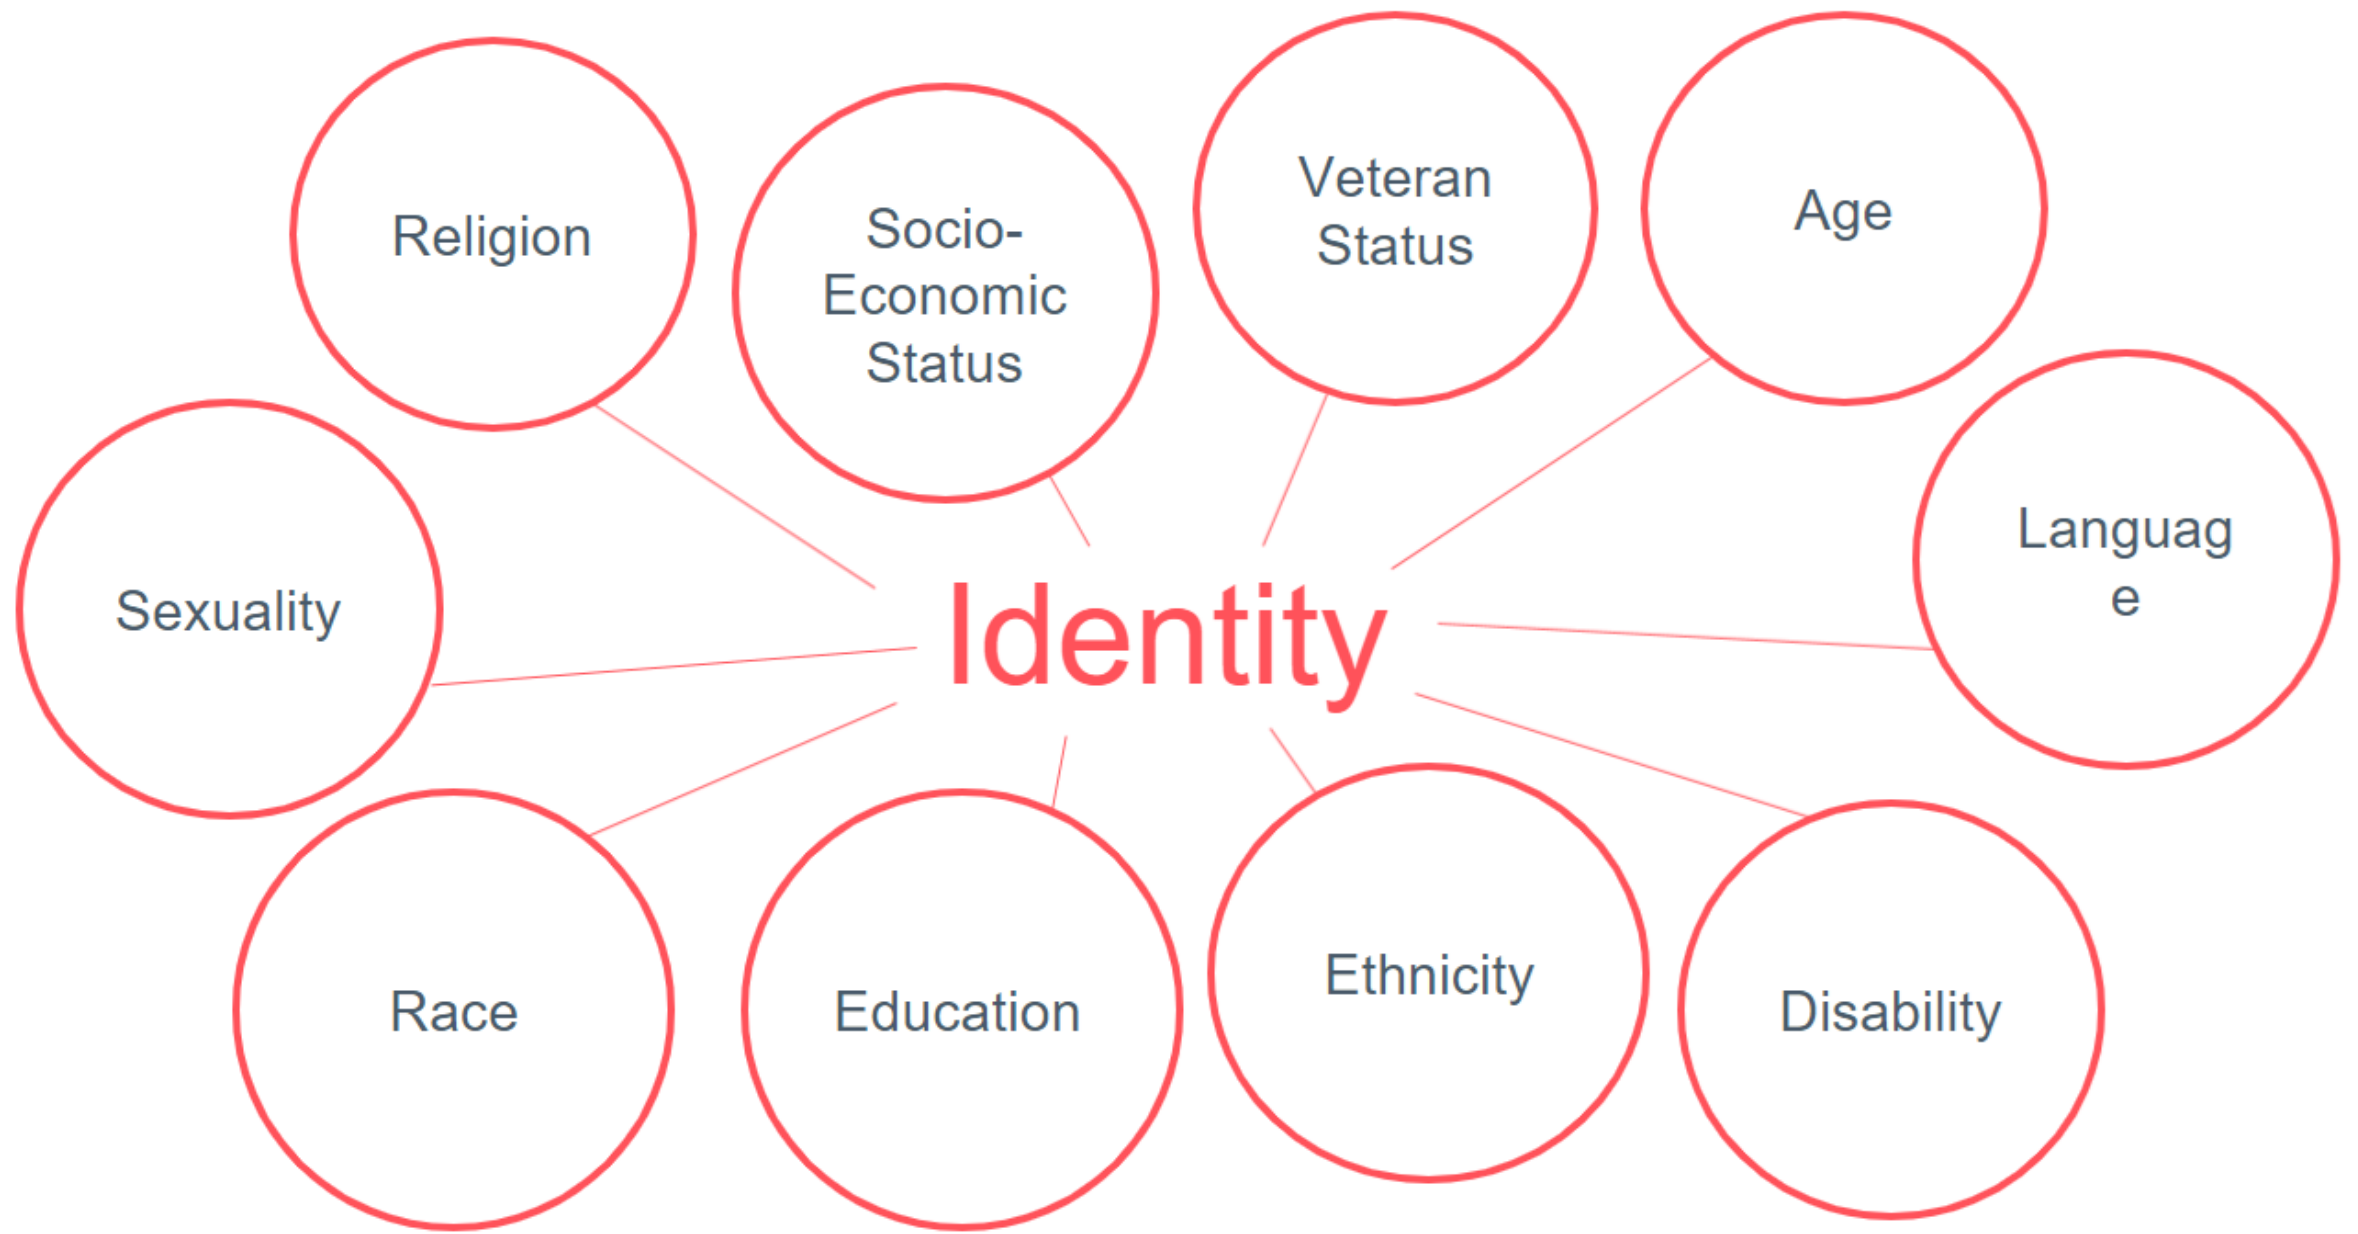 Religion
Socio-
Economic
Status
Veteran
Status
Age
Sexuality
Identity
Languag
e
Race
Education
Ethnicity
Disability